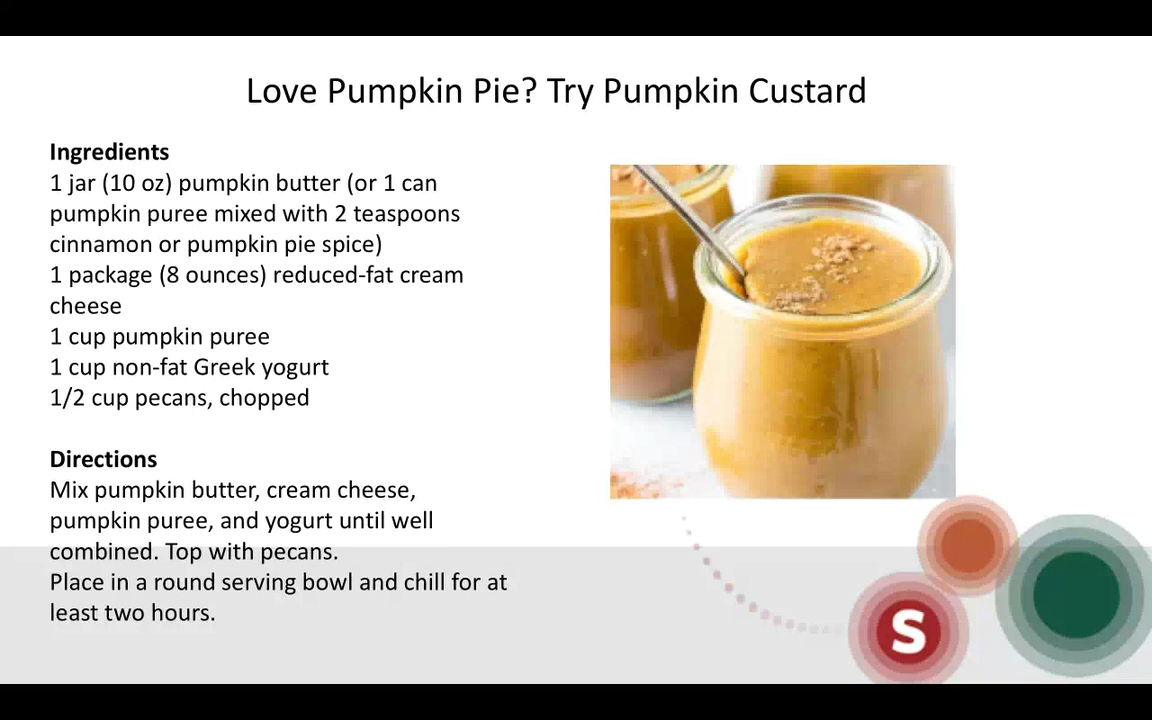 Love Pumpkin Pie? Try Pumpkin Custard
Ingredients
1 jar (10 oz) pumpkin butter (or 1 can
pumpkin puree mixed with 2 teaspoons
cinnamon or pumpkin pie spice)
1 package (8 ounces) reduced-fat cream
cheese
1 cup pumpkin puree
1 cup non-fat Greek yogurt
1/2 cup pecans, chopped
Directions
Mix pumpkin butter, cream cheese,
pumpkin puree, and yogurt until well
combined. Top with pecans.
Place in a round serving bowl and chill for at
least two hours.
S